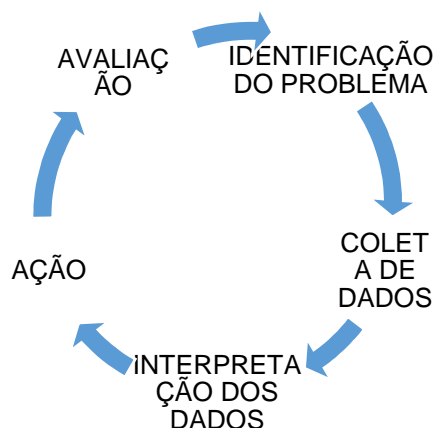 IDENTIFICAÇÃO
DO PROBLEMA
COLET
A DE
DADOS
INTERPRETA
ÇÃO DOS
DADOS
AÇÃO
AVALIAÇ
ÃO